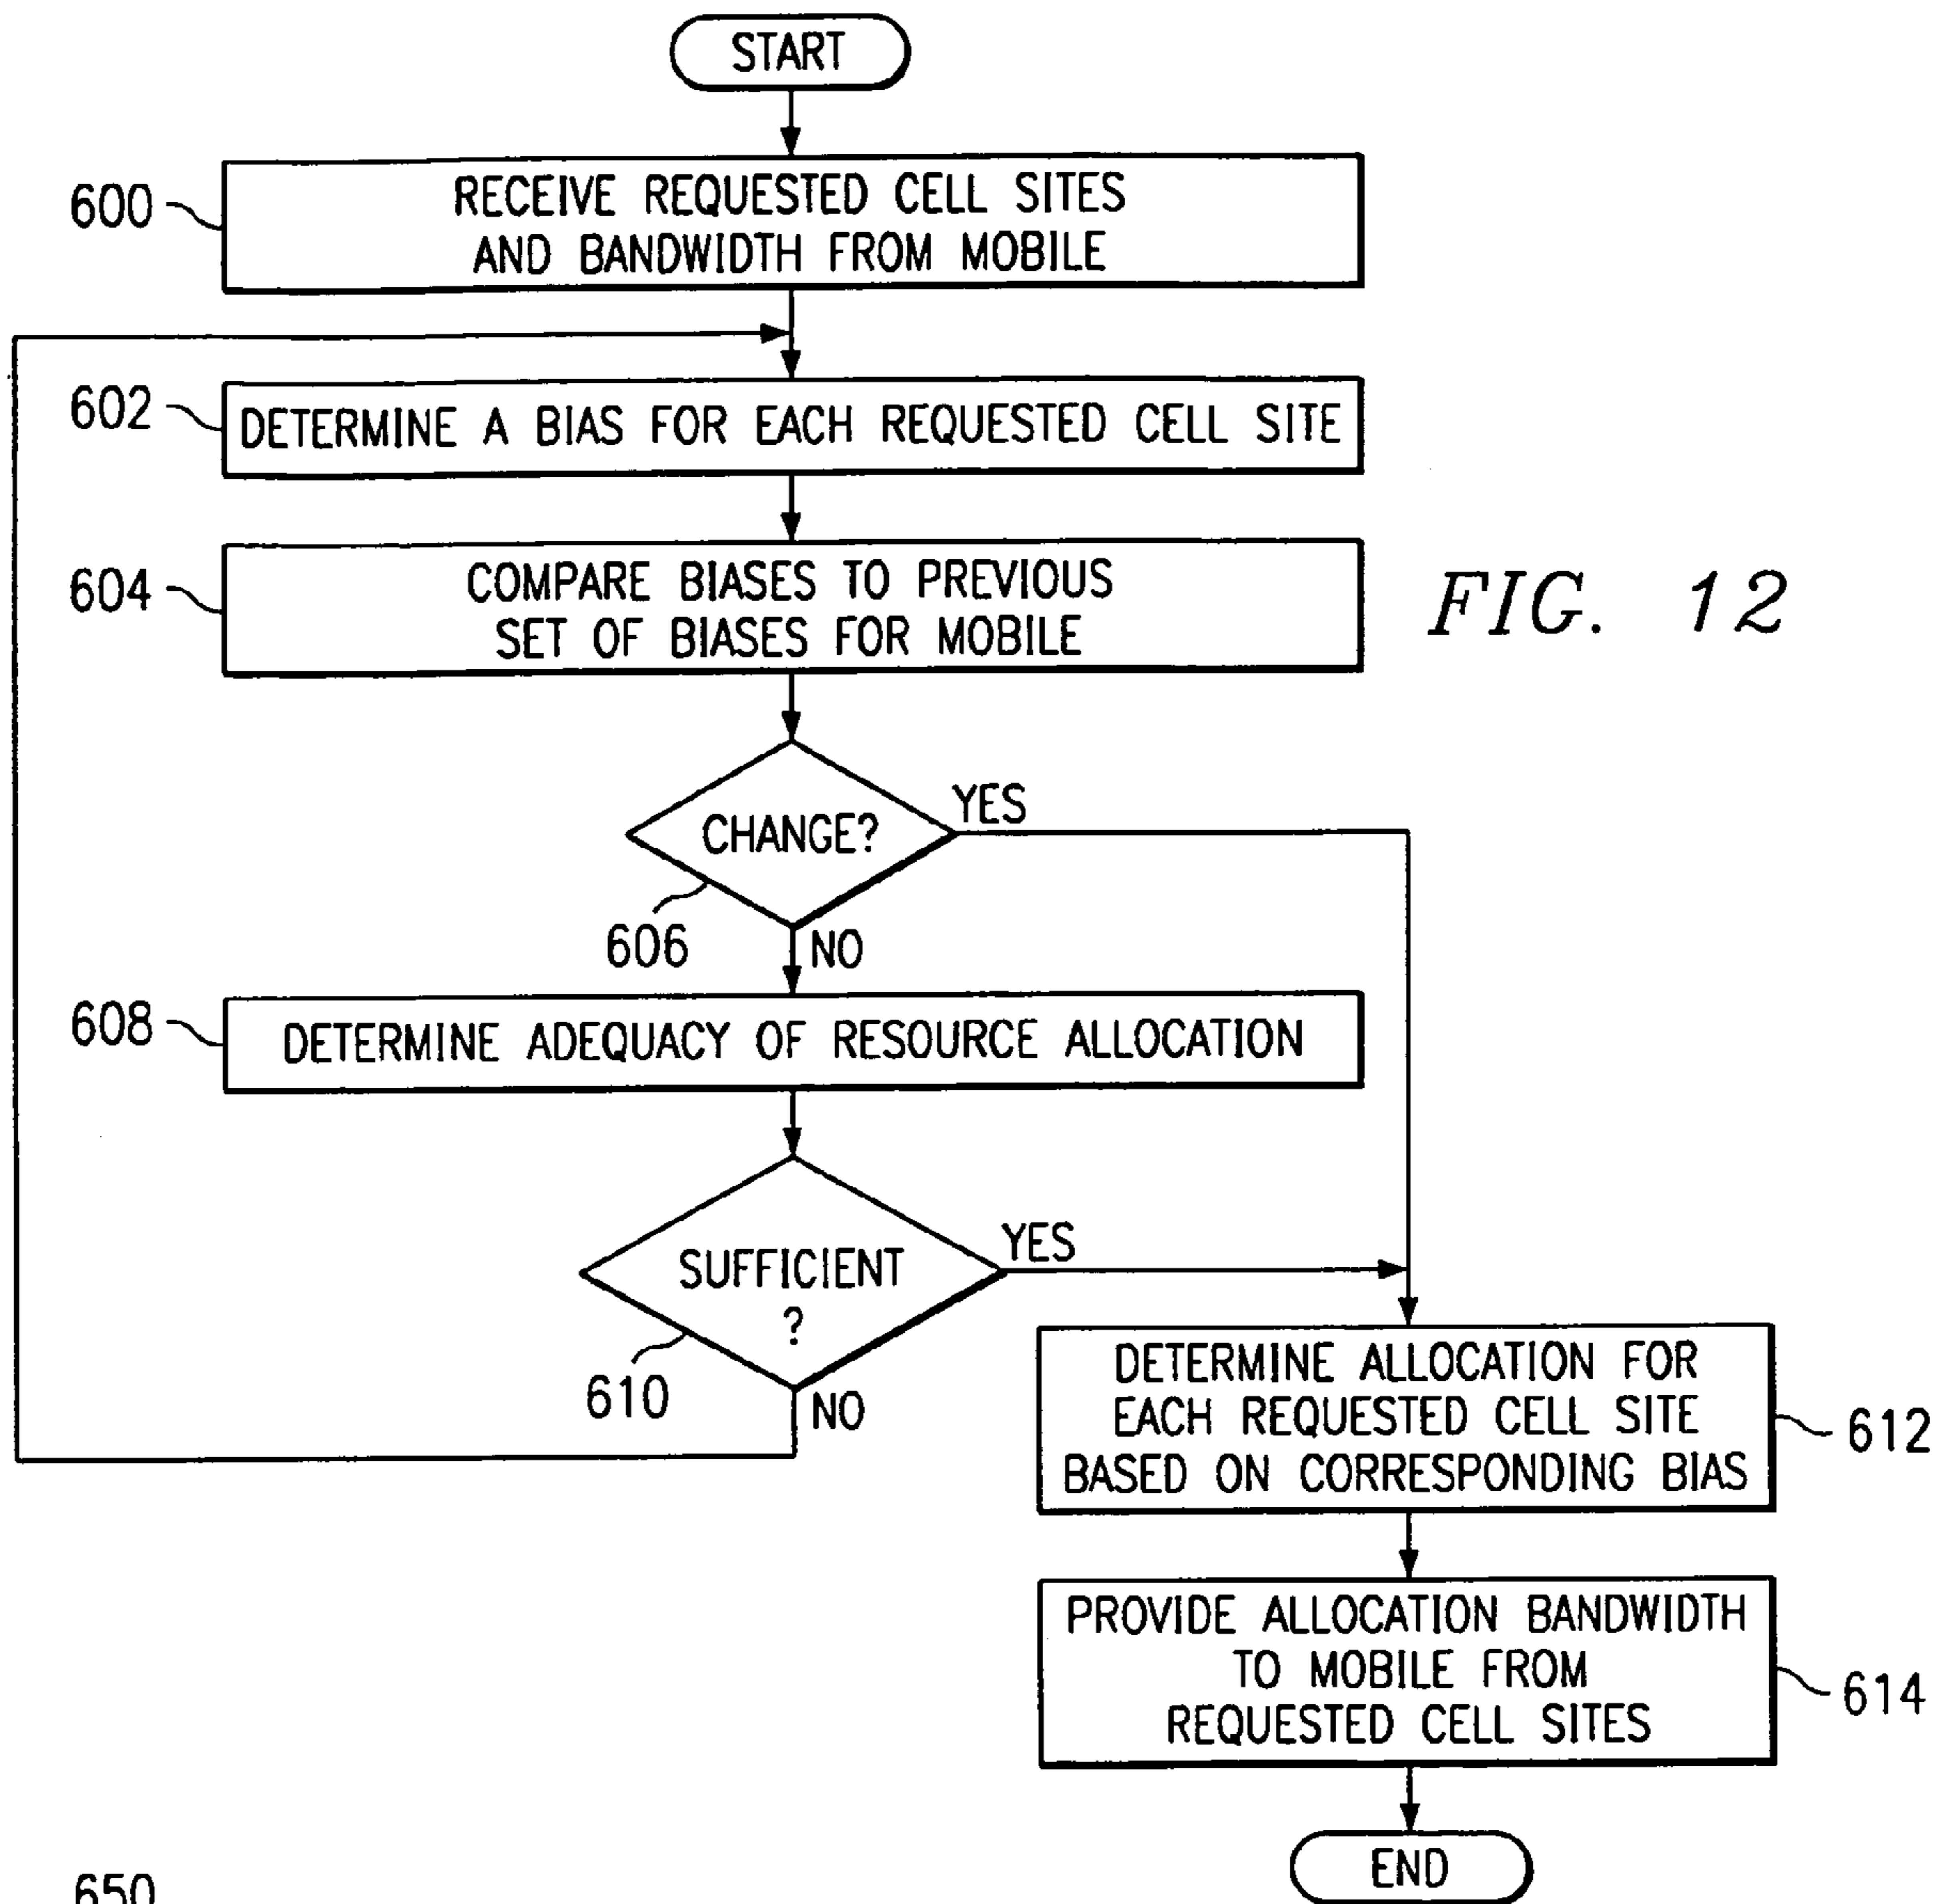 START
600
RECEIVE REQUESTED CELL SITES
AND BANDWIDTH FROM MOBILE
602
DETERMINE A BIAS FOR EACH REQUESTED CELL SITE
604
COMPARE BIASES TO PREVIOUS
SET OF BIASES FOR MOBILE
FIG. 12
CHANGE?
YES
606
NO
608
DETERMINE ADEQUACY OF RESOURCE ALLOCATION
SUFFICIENT
?
YES
610
NO
DETERMINE ALLOCATION FOR
EACH REQUESTED CELL SITE
BASED ON CORRESPONDING BIAS
612
PROVIDE ALLOCATION BANDWIDTH
TO MOBILE FROM
REQUESTED CELL SITES
614
END
650